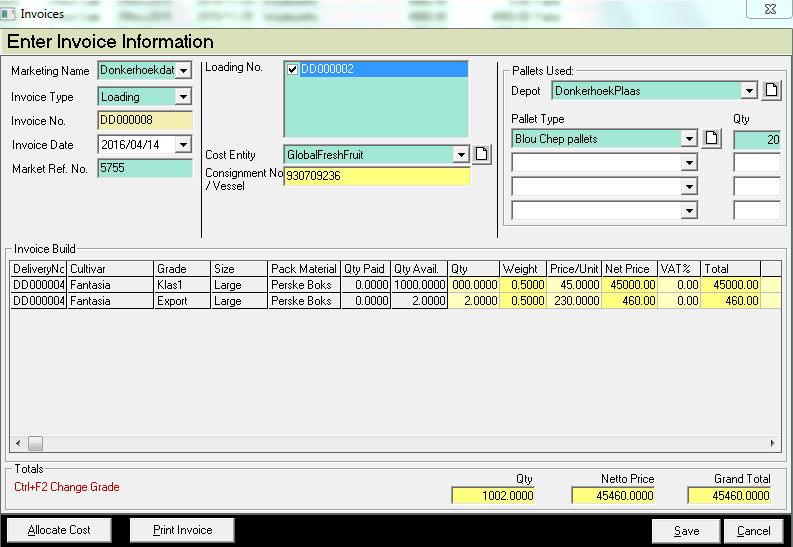 Invoices
Enter Invoice Information
Marketing Name Donkerhoekdat
Invoice Type Loading
Invoice No. DD000008
Invoice Date 2016/04/14
Market Ref. No. 5755
Loading No. DD000002
Cost Entity GlobalFreshFruit
Consignment No 930709236
/ Vessel
Pallets Used:
Depot DonkerhoekPlaas
Pallet Type Qty
Blou Chep pallets 20
Invoice Build
DeliveryNc Cultivar Grade Size Pack Material Qty Paid Qty Avail. Qty Weight Price/Unit Net Price VAT% Total
DD000004 Fantasia Klas1 Large Perske Boks 0.0000 1000.0000 000.0000 0.5000 45.0000 45000.00 0.00 45000.00
DD000004 Fantasia Export Large Perske Boks 0.0000 2.0000 2.0000 0.5000 230.0000 460.00 0.00 460.00
Totals
Ctrl+F2 Change Grade
Qty Netto Price Grand Total
1002.0000 45460.0000 45460.0000
Allocate Cost Print Invoice Save Cancel